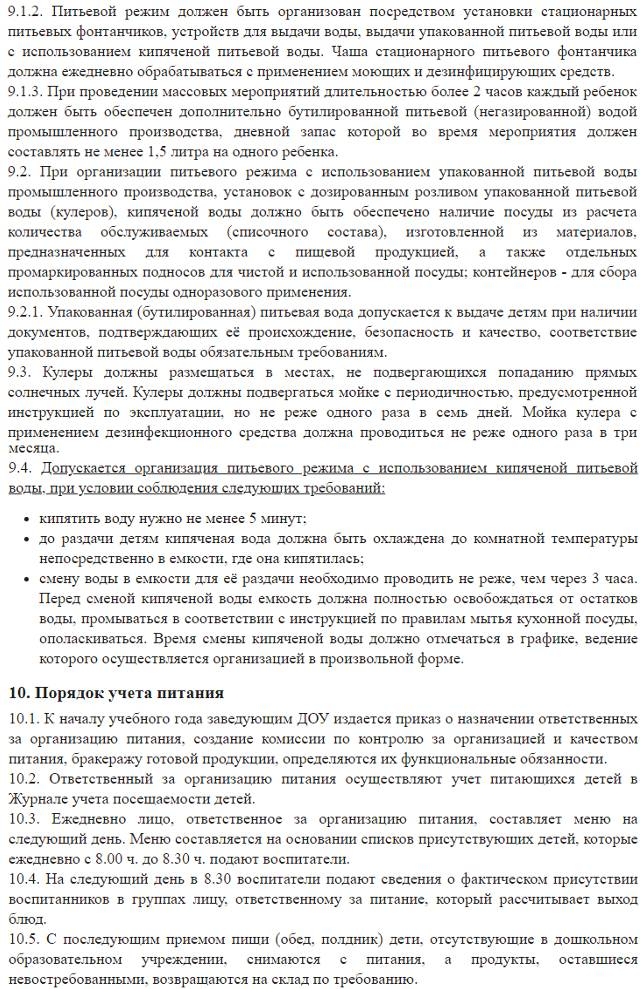 9.1.2. Питьевой режим должен быть организован посредством установки стационарных
питьевых фонтанчиков, устройств для выдачи воды, выдачи упакованной питьевой воды или
с использованием кипяченой питьевой воды. Чаша стационарного питьевого фонтанчика
должна ежедневно обрабатываться с применением моющих и дезинфицирующих средств.
9.1.3. При проведении массовых мероприятий длительностью более 2 часов каждый ребенок
должен быть обеспечен дополнительно бутилированной питьевой (негазированной) водой
промышленного производства, дневной запас которой во время мероприятия должен
составлять не менее 1,5 литра на одного ребенка.
9.2. При организации питьевого режима с использованием упакованной питьевой воды
промышленного производства, установок с дозированным розливом упакованной питьевой
воды (кулеров), кипяченой воды должно быть обеспечено наличие посуды из расчета
количества обслуживаемых (списочного состава), изготовленной из материалов,
предназначенных для контакта с пищевой продукцией, а также отдельных
промаркированных подносов для чистой и использованной посуды; контейнеров - для сбора
использованной посуды одноразового применения.
9.2.1. Упакованная (бутилированная) питьевая вода допускается к выдаче детям при наличии
документов, подтверждающих её происхождение, безопасность и качество, соответствие
упакованной питьевой воды обязательным требованиям.
9.3. Кулеры должны размещаться в местах, не подвергающихся попаданию прямых
солнечных лучей. Кулеры должны подвергаться мойке с периодичностью, предусмотренной
инструкцией по эксплуатации, но не реже одного раза в семь дней. Мойка кулера с
применением дезинфекционного средства должна проводиться не реже одного раза в три
месяца.
9.4. Допускается организация питьевого режима с использованием кипяченой питьевой
воды, при условии соблюдения следующих требований:
• кипятить воду нужно не менее 5 минут;
• до раздачи детям кипяченая вода должна быть охлаждена до комнатной температуры
непосредственно в емкости, где она кипятилась;
• смену воды в емкости для её раздачи необходимо проводить не реже, чем через 3 часа.
Перед сменой кипяченой воды емкость должна полностью освобождаться от остатков
воды, промываться в соответствии с инструкцией по правилам мытья кухонной посуды,
ополаскиваться. Время смены кипяченой воды должно отмечаться в графике, ведение
которого осуществляется организацией в произвольной форме.
10. Порядок учета питания
10.1. К началу учебного года заведующим ДОУ издается приказ о назначении ответственных
за организацию питания, создание комиссии по контролю за организацией и качеством
питания, бракеражу готовой продукции, определяются их функциональные обязанности.
10.2. Ответственный за организацию питания осуществляют учет питающихся детей в
Журнале учета посещаемости детей.
10.3. Ежедневно лицо, ответственное за организацию питания, составляет меню на
следующий день. Меню составляется на основании списков присутствующих детей, которые
ежедневно с 8.00 ч. до 8.30 ч. подают воспитатели.
10.4. На следующий день в 8.30 воспитатели подают сведения о фактическом присутствии
воспитанников в группах лицу, ответственному за питание, который рассчитывает выход
блюд.
10.5. С последующим приемом пищи (обед, полдник) дети, отсутствующие в дошкольном
образовательном учреждении, снимаются с питания, а продукты, оставшиеся
невостребованными, возвращаются на склад по требованию.